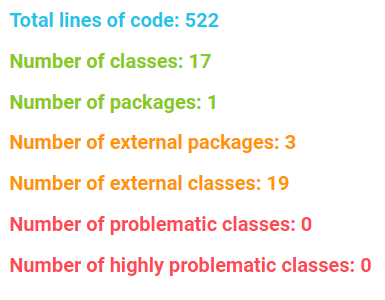 Total lines of code: 522
Number of classes: 17
Number of packages: 1
Number of external packages: 3
Number of external classes: 19
Number of problematic classes: 0
Number of highly problematic classes: 0